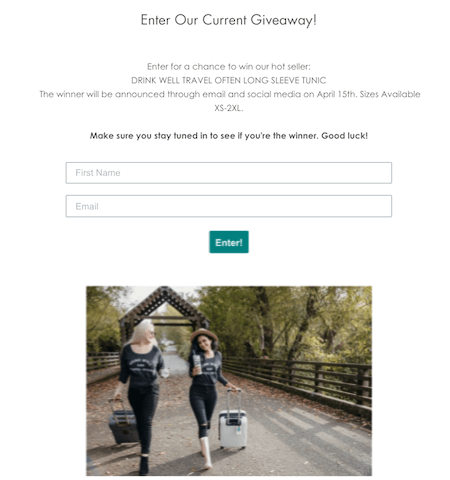 Enter Our Current Giveaway!
Enter for a chance to win our hot seller:
DRINK WELL TRAVEL OFTEN LONG SLEEVE TUNIC
The winner will be announced through email and social media on April 15th. Sizes Available
XS-2XL.
Make sure you stay tuned in to see if you're the winner. Good luck!
First Name
Email
Enter!